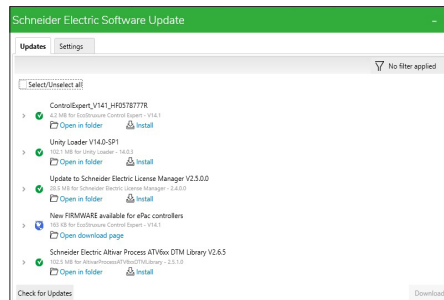 Schneider Electric Software Update
Updates Settings
No filter applied
Select/Unselect all
ControlExpert_V141_HF0578777R
4.2 MB for EcoStruxure Control Expert - V14.1
Open in folder Install
Unity Loader V14.0-SP1
102.1 MB for Unity Loader - 14.0.3
Open in folder Install
Update to Schneider Electric License Manager V2.5.0.0
28.5 MB for Schneider Electric License Manager - 2.4.0.0
Open in folder Install
New FIRMWARE available for ePac controllers
163 KB for EcoStruxure Control Expert - V14.1
Open download page
Schneider Electric Altivar Process ATV6xx DTM Library V2.6.5
102.5 MB for AltivarProcessATV6xxDTMLibrary - 2.5.1.0
Open in folder Install
Check for Updates Download